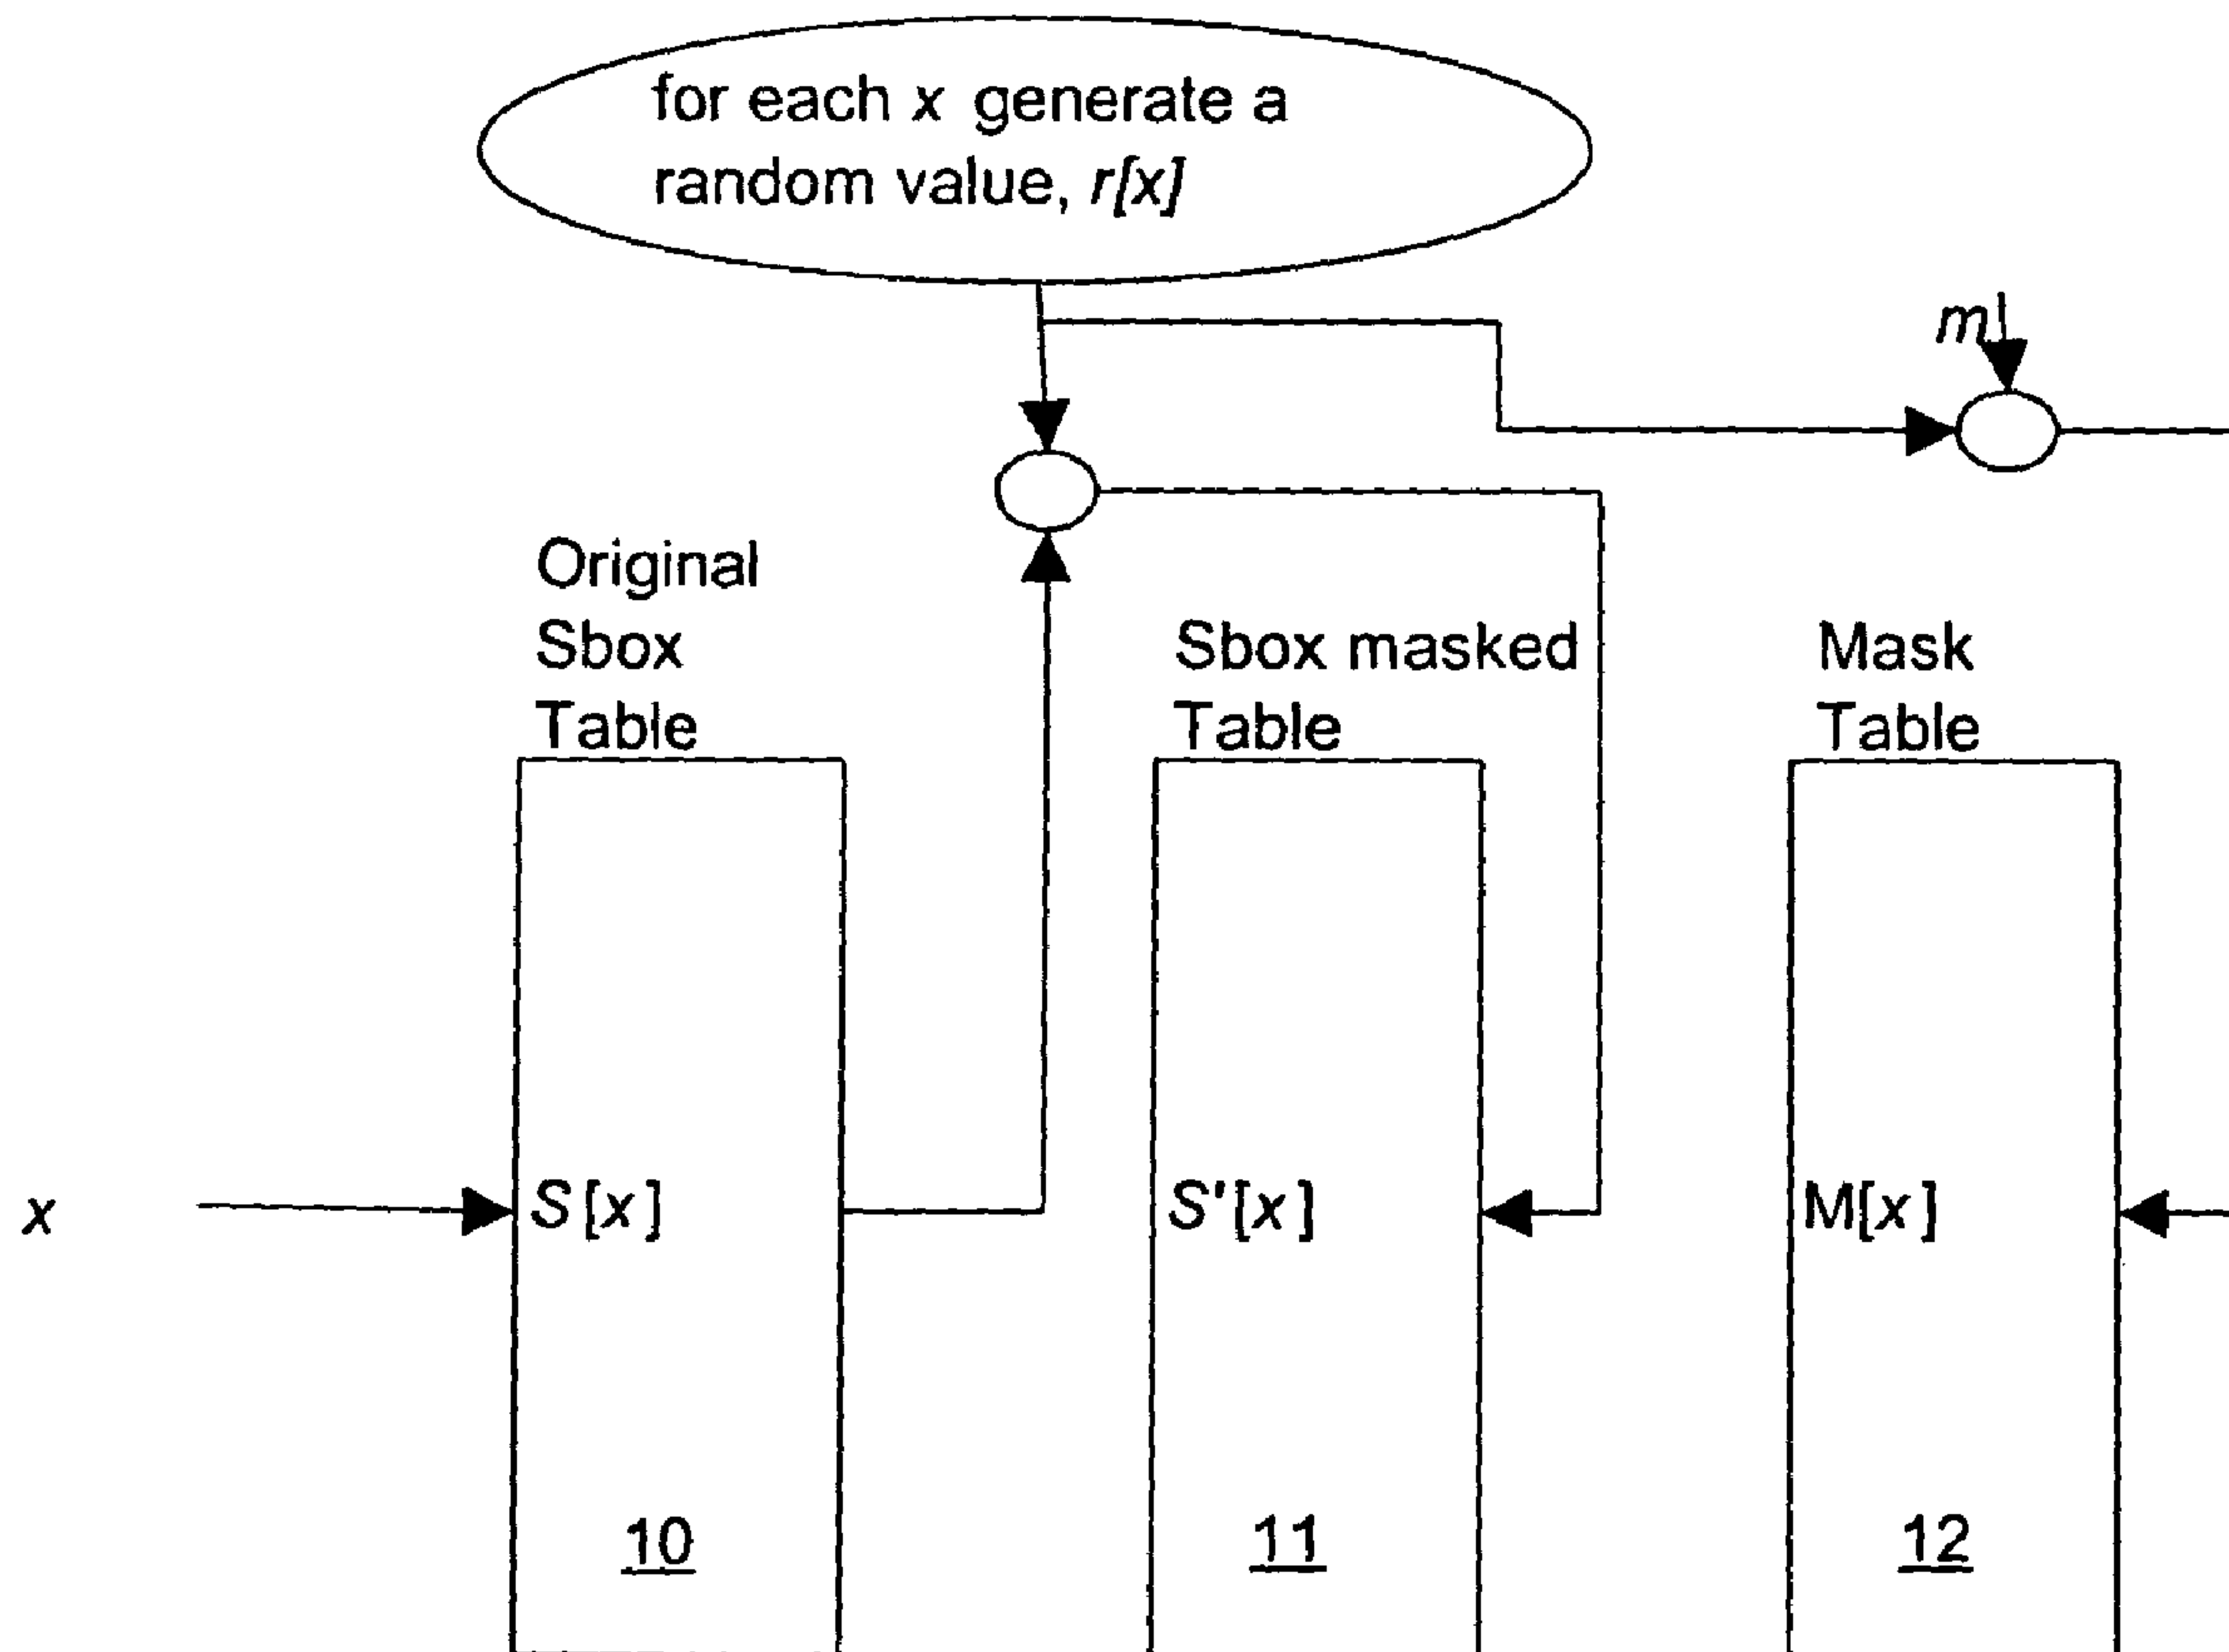 for each x generate a
random value, r[x]
m
Original
Sbox
Table
Sbox masked
Table
Mask
Table
x
S[x]
S'[x]
M[x]
10
11
12